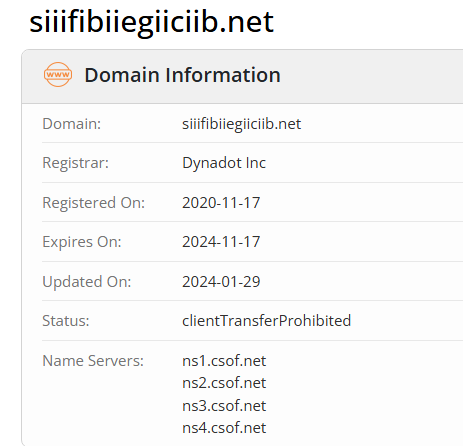 siiifibiiegiiciib.net
www
Domain Information
Domain: siiifibiiegiiciib.net
Registrar: Dynadot Inc
Registered On: 2020-11-17
Expires On: 2024-11-17
Updated On: 2024-01-29
Status: clientTransferProhibited
Name Servers: ns1.csof.net
ns2.csof.net
ns3.csof.net
ns4.csof.net